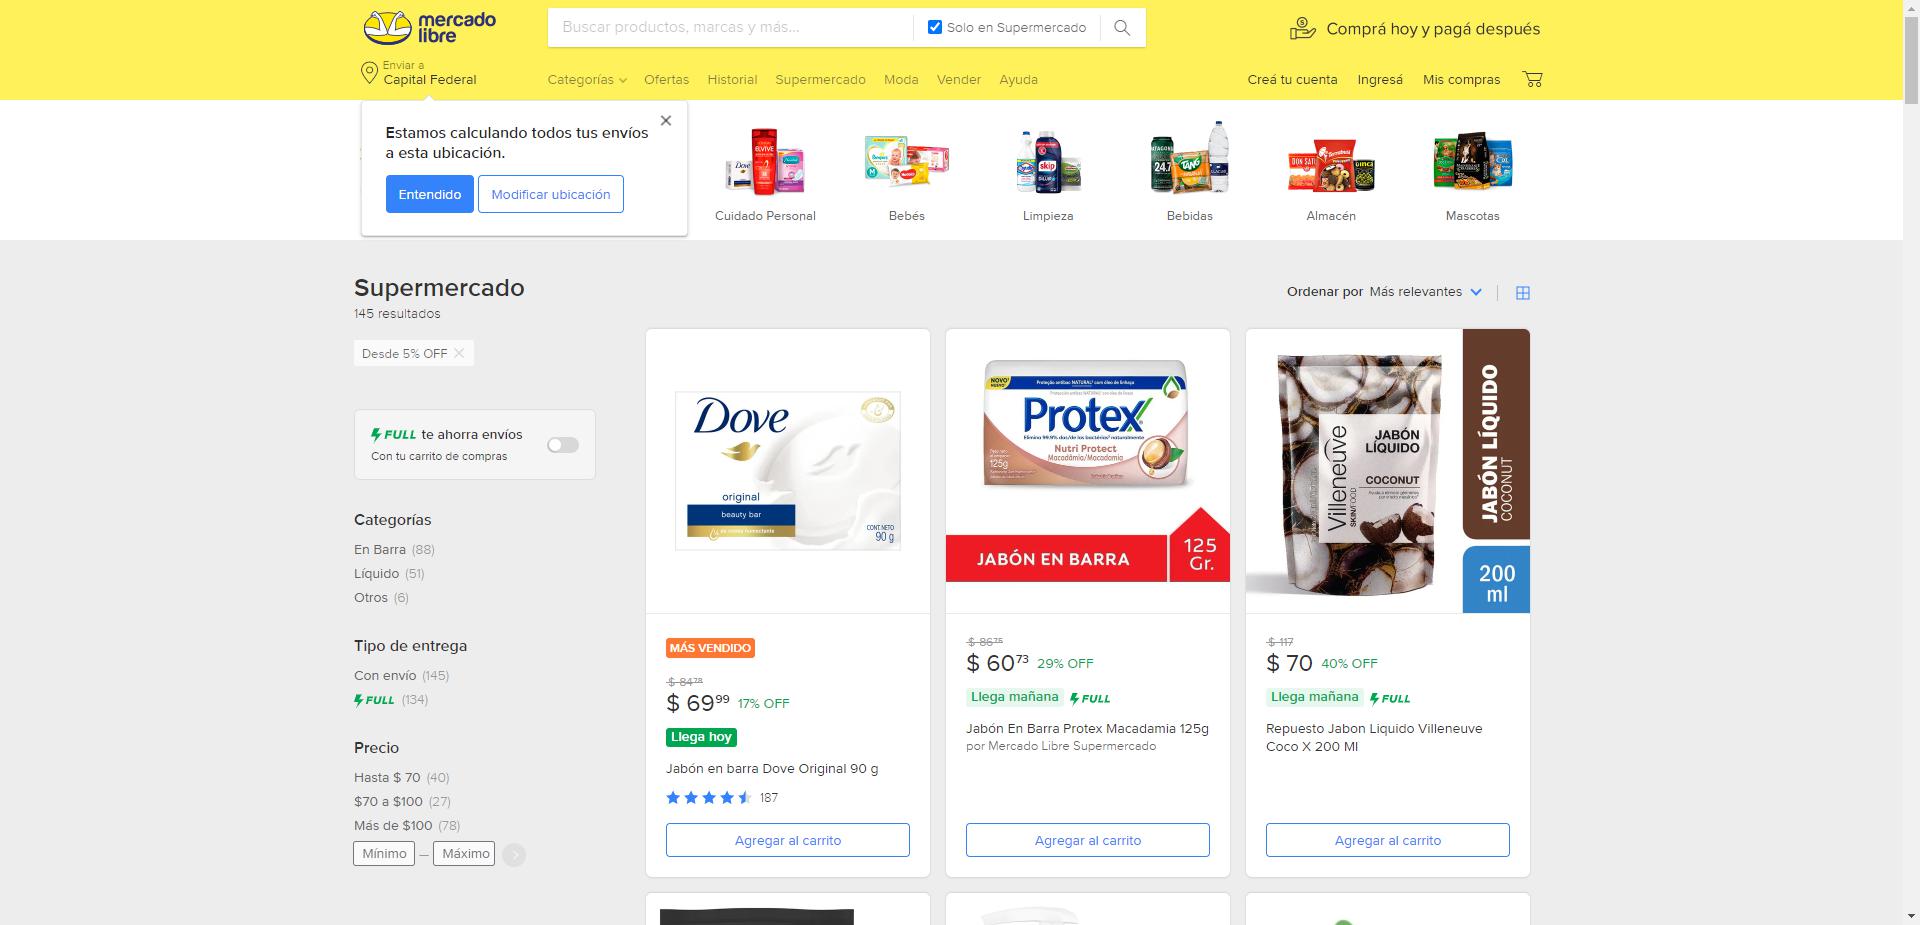 mercado libre
Buscar productos, marcas y más...
Solo en Supermercado
Comprá hoy y pagá después
Enviar a
Capital Federal
Categorías
Ofertas
Historial
Supermercado
Moda
Vender
Ayuda
Creá tu cuenta
Ingresá
Mis compras
Estamos calculando todos tus envíos
a esta ubicación.
Entendido
Modificar ubicación
Cuidado Personal
Bebés
Limpieza
Bebidas
Almacén
Mascotas
Supermercado
145 resultados
Desde 5% OFF
Ordenar por Más relevantes
FULL te ahorra envíos
Con tu carrito de compras
Categorías
En Barra (88)
Líquido (51)
Otros (6)
Tipo de entrega
Con envío (145)
FULL (134)
Precio
Hasta $ 70 (40)
$70 a $100 (27)
Más de $100 (78)
Mínimo — Máximo
Dove
original
beauty bar
CONT. NETO
90 g
MÁS VENDIDO
$ 84 78
$ 69 99 17% OFF
Llega hoy
Jabón en barra Dove Original 90 g
187
Agregar al carrito
Protex
Nutri Protect
Macadâmia/Macadamia
125g
JABÓN EN BARRA
125
Gr.
$ 86 75
$ 60 73 29% OFF
Llega mañana FULL
Jabón En Barra Protex Macadamia 125g
por Mercado Libre Supermercado
Agregar al carrito
Villeneuve
SKIN FOOD
JABÓN
LÍQUIDO
COCONUT
JABÓN LÍQUIDO
COCONUT
200
ml
$ 117
$ 70 40% OFF
Llega mañana FULL
Repuesto Jabon Liquido Villeneuve
Coco X 200 Ml
Agregar al carrito